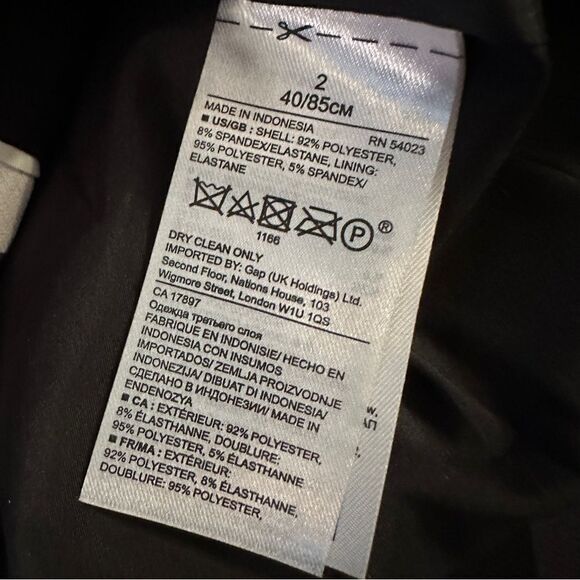 2
40/85CM
MADE IN INDONESIA RN 54023
■ US/GB : SHELL: 92% POLYESTER,
8% SPANDEX/ELASTANE, LINING:
95% POLYESTER, 5% SPANDEX/
ELASTANE
P ®
1166
DRY CLEAN ONLY
IMPORTED BY: Gap (UK Holdings) Ltd.
Second Floor, Nations House, 103
Wigmore Street, London W1U 1QS
CA 17897
Одежда третьего слоя
FABRIQUE EN INDONISIE/ HECHO EN
INDONESIA CON INSUMOS
IMPORTADOS/ ZEMLJA PROIZVODNJE
INDONEZIJA/ DIBUAT DI INDONESIA/
СДЕЛАНО В ИНДОНЕЗИИ/ MADE IN
ENDENOZYA
■ CA : EXTÉRIEUR: 92% POLYESTER,
8% ÉLASTHANNE, DOUBLURE:
95% POLYESTER, 5% ÉLASTHANNE
■ FR/MA : EXTÉRIEUR:
92% POLYESTER, 8% ÉLASTHANNE,
DOUBLURE: 95% POLYESTER,